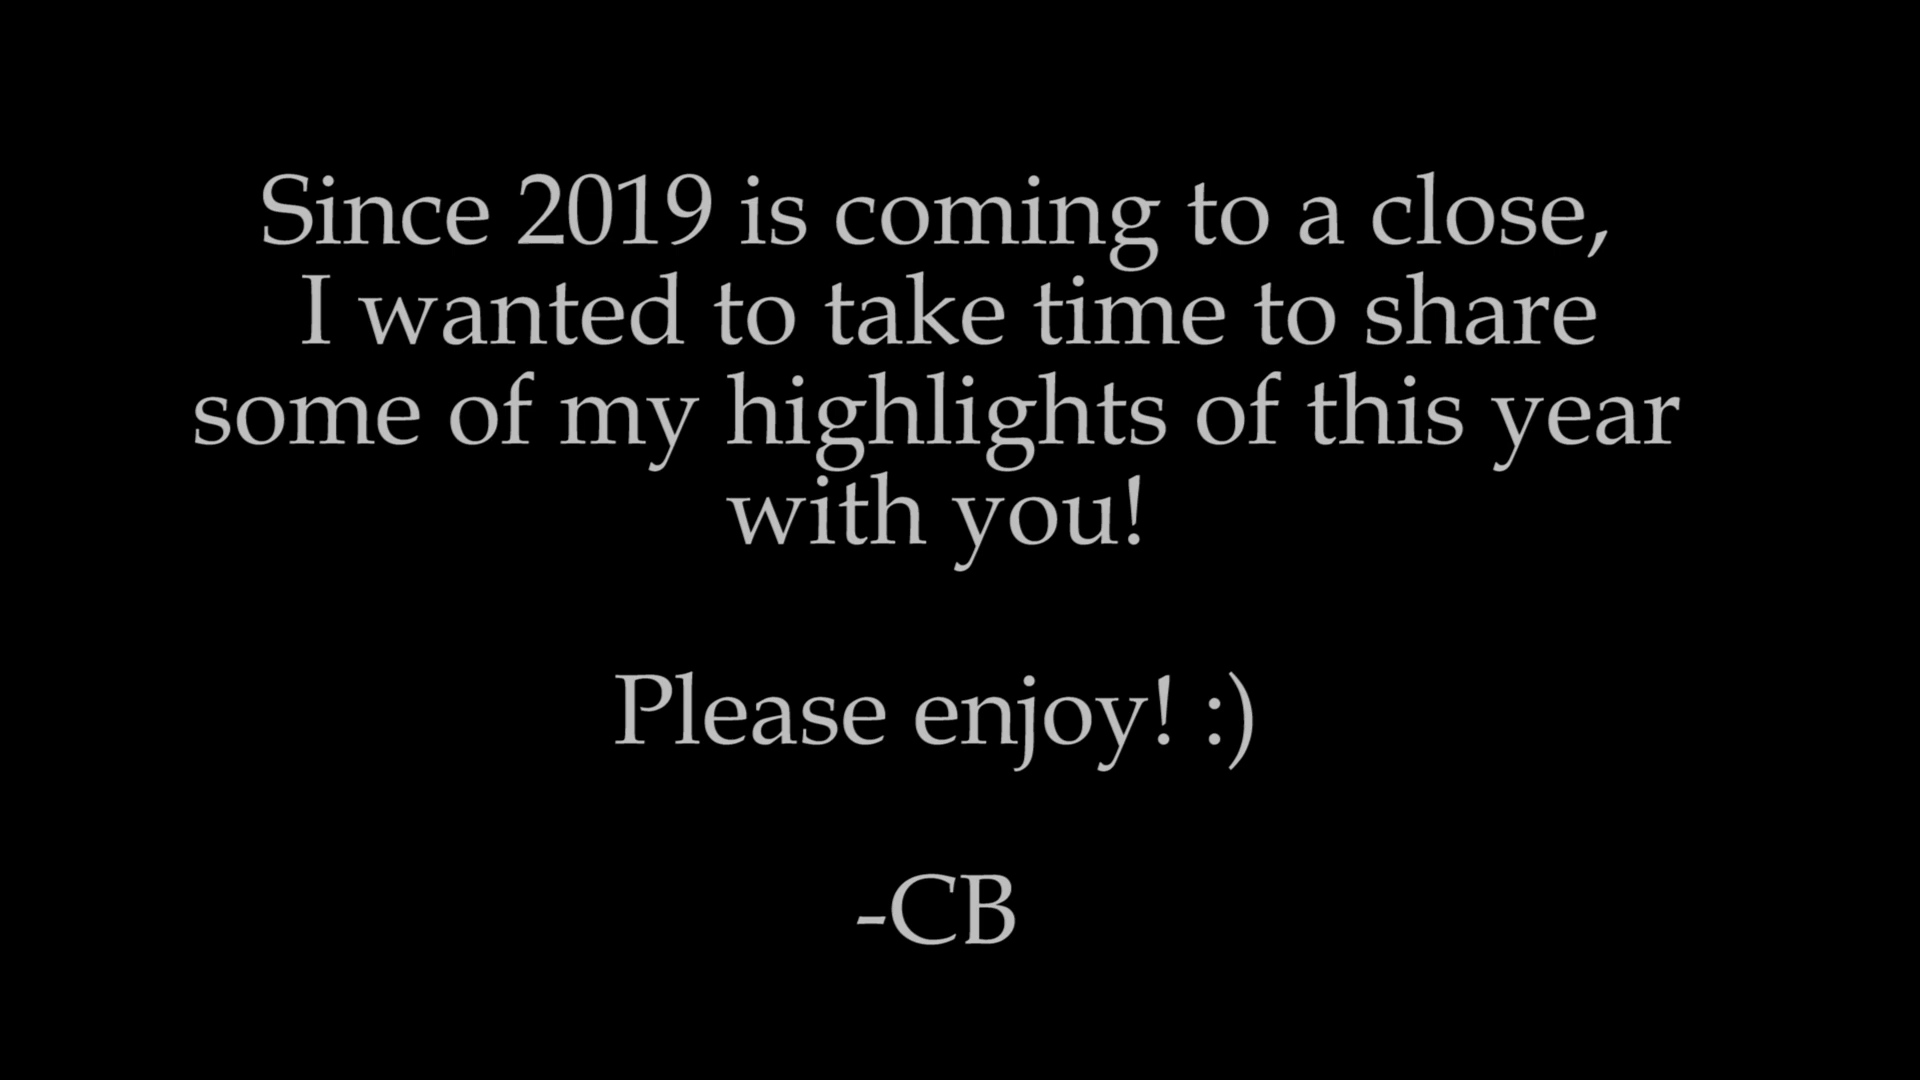 Since 2019 is coming to a close,
I wanted to take time to share
some of my highlights of this year
with you!
Please enjoy! :)
-CB